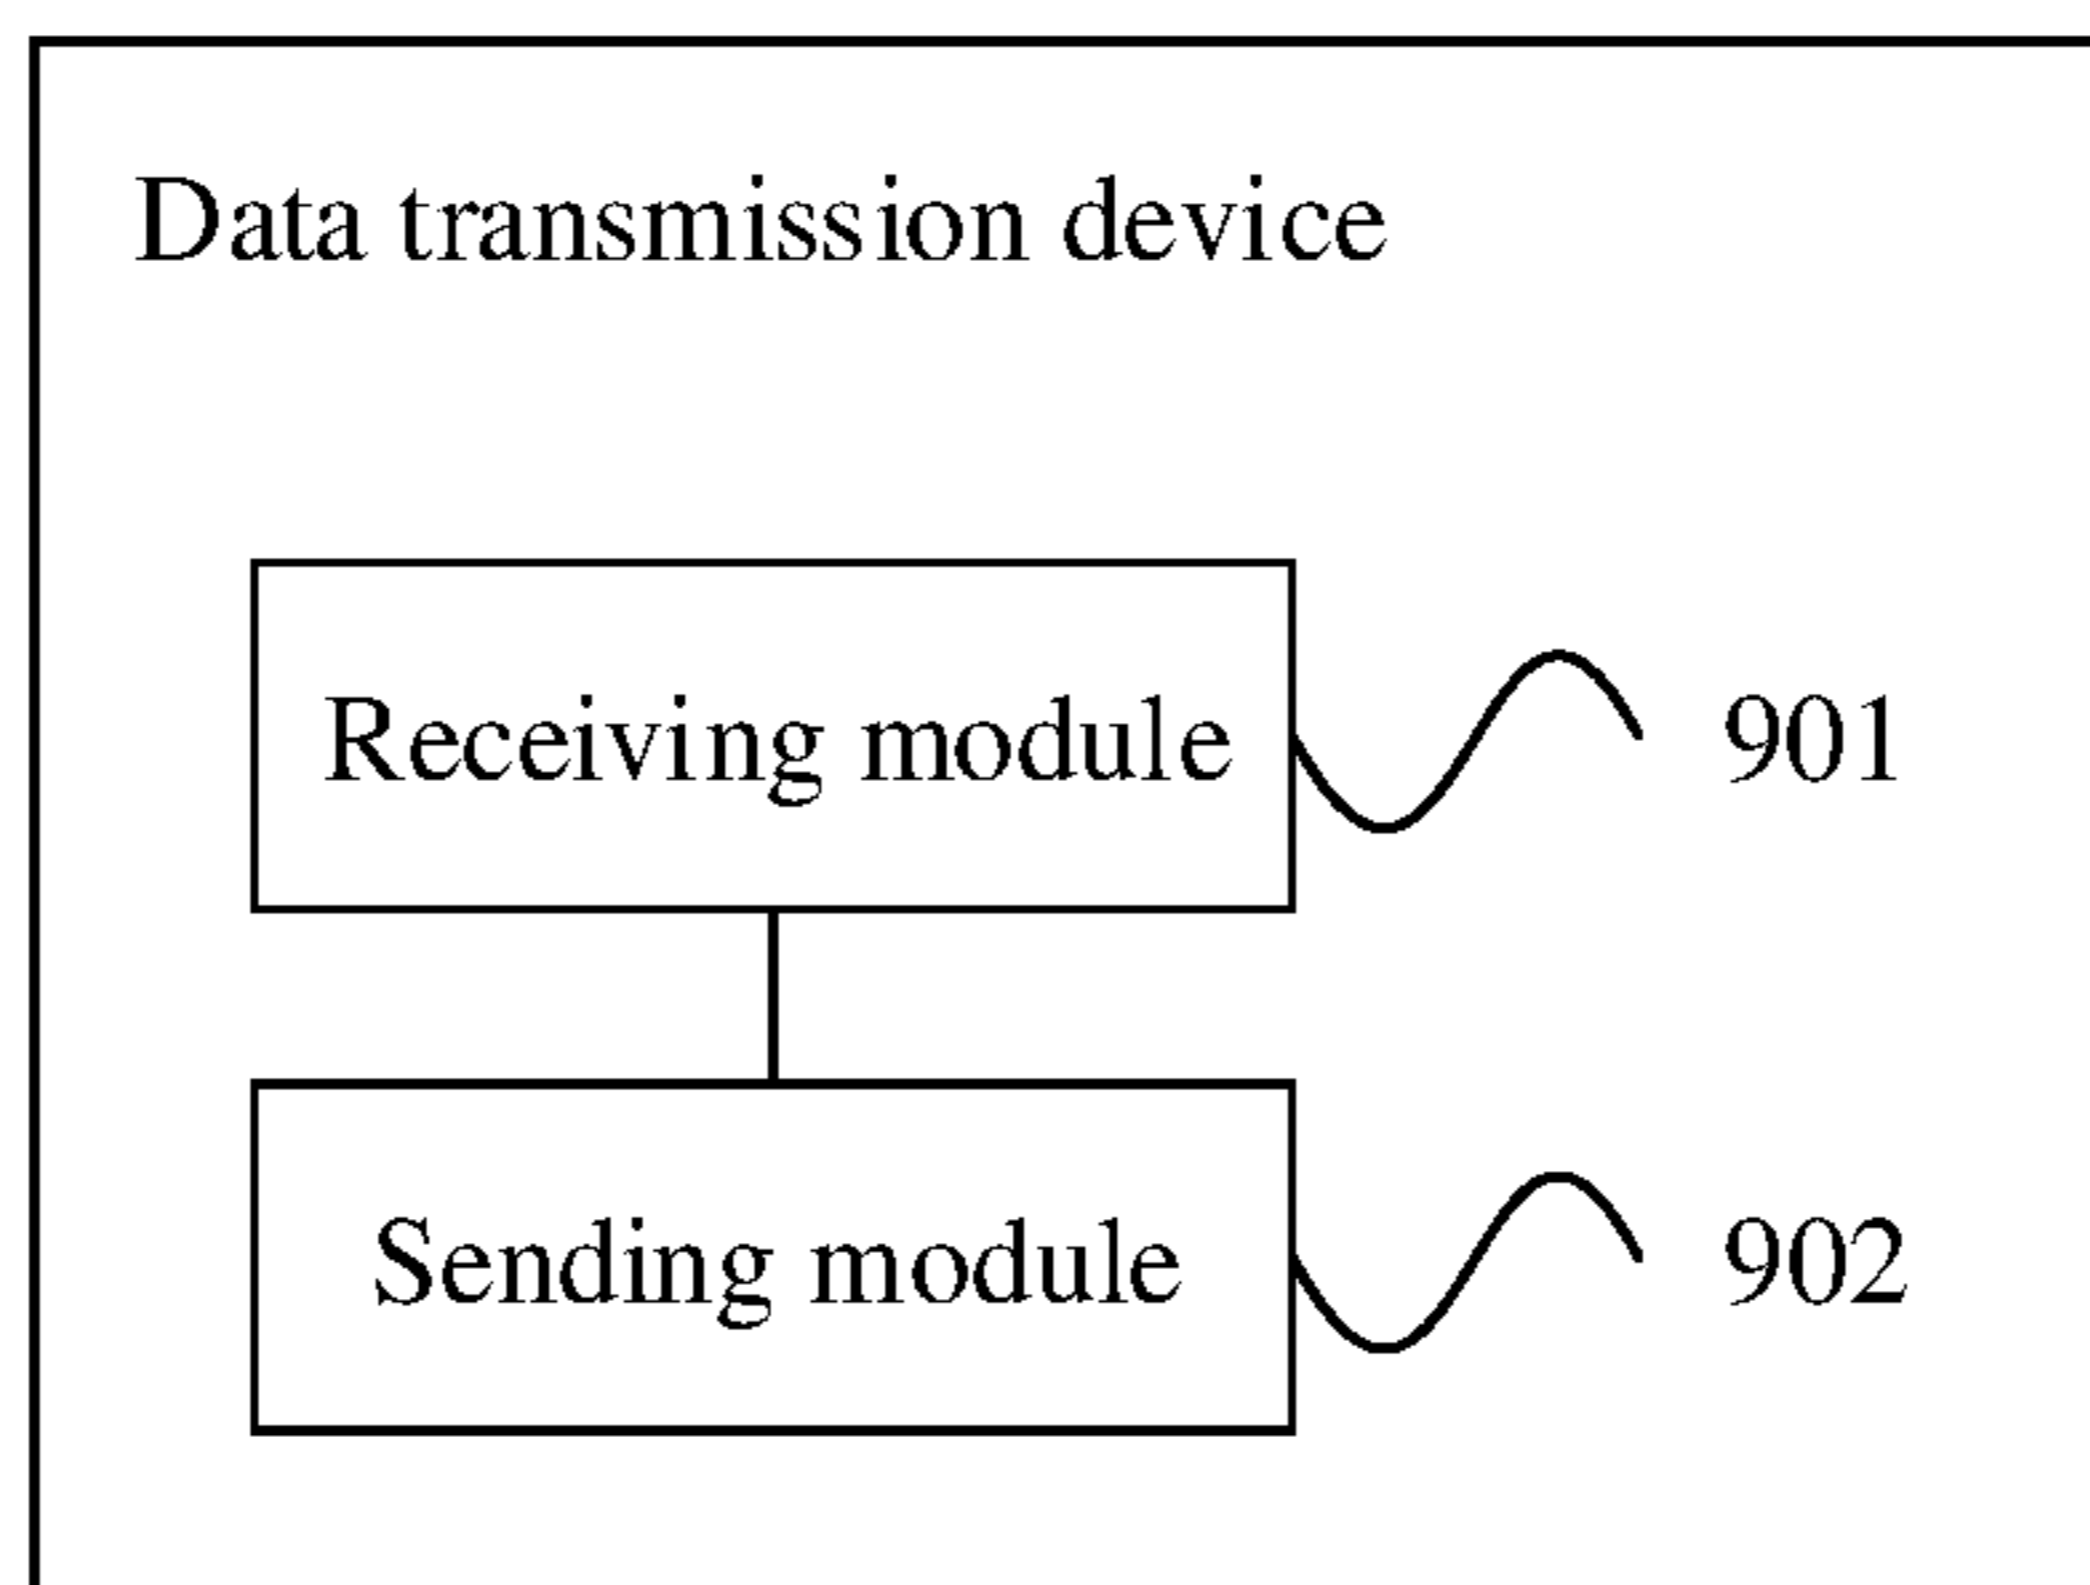 Data transmission device
Receiving module 901
Sending module 902